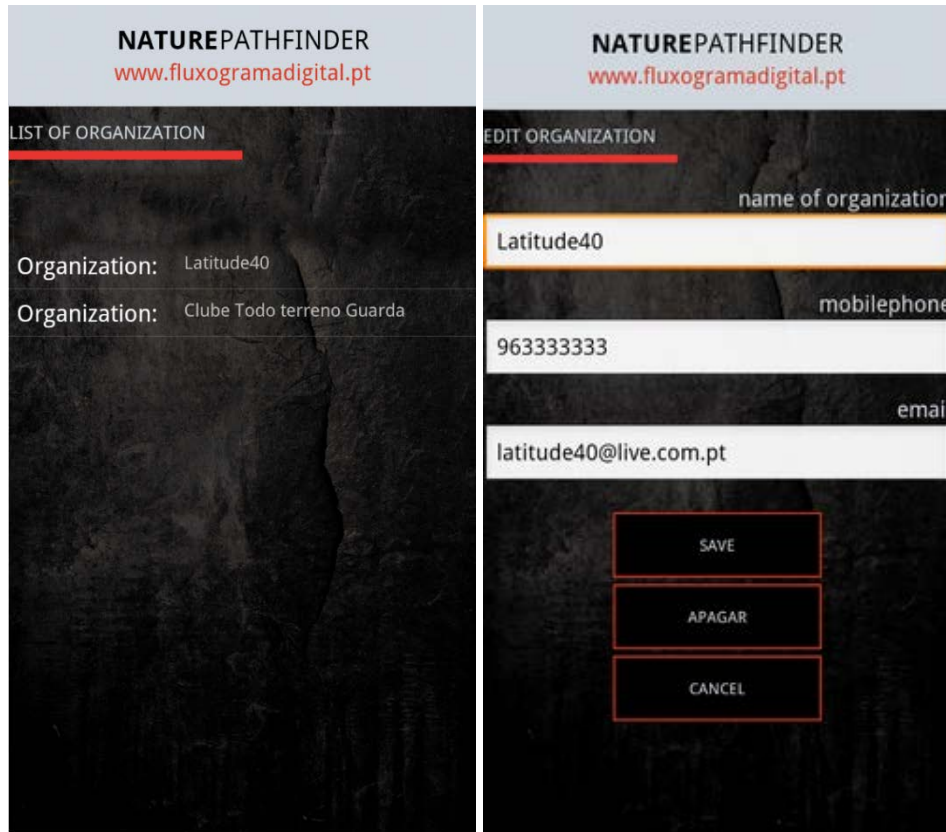 NATUREPATHFINDER
www.fluxogramadigital.pt
LIST OF ORGANIZATION
Organization: Latitude40
Organization: Clube Todo terreno Guarda
NATUREPATHFINDER
www.fluxogramadigital.pt
EDIT ORGANIZATION
name of organization
Latitude40
mobilephone
963333333
emai
latitude40@live.com.pt
SAVE
APAGAR
CANCEL